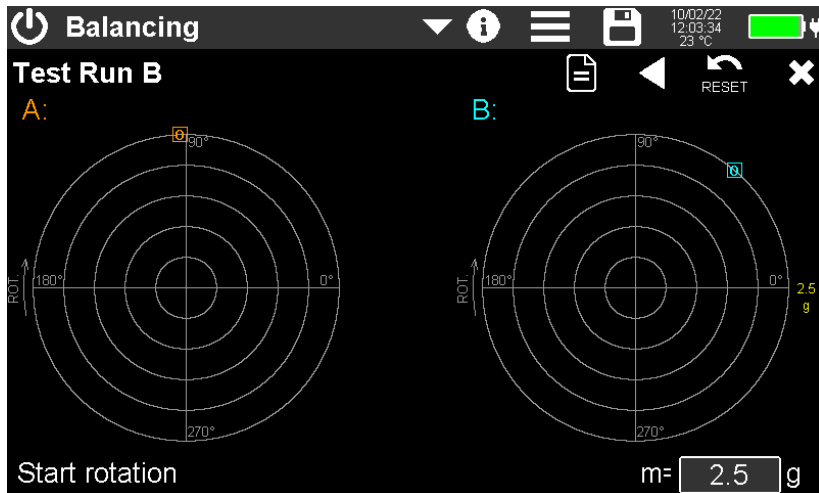 Balancing
i
10/02/22
12:03:34
23 °C
Test Run B
RESET
A:
B:
0
90°
180°
0°
270°
ROT.
0
90°
180°
0°
270°
ROT.
2.5
g
Start rotation
m= 2.5 g